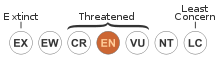 Extinct Threatened Least
Concern
EX EW CR EN VU NT LC